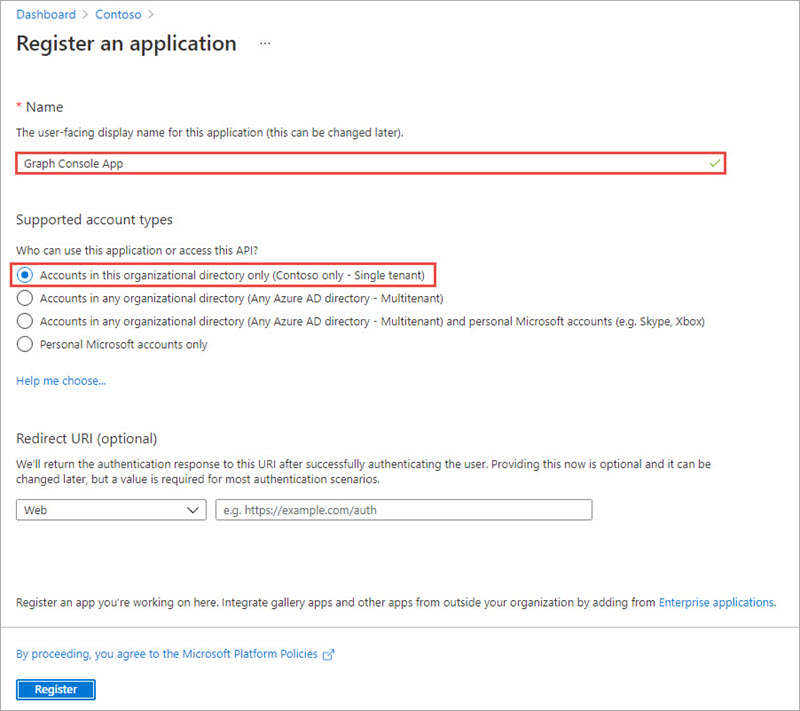 Dashboard > Contoso >
Register an application ...
* Name
The user-facing display name for this application (this can be changed later).
Graph Console App
Supported account types
Who can use this application or access this API?
Accounts in this organizational directory only (Contoso only - Single tenant)
Accounts in any organizational directory (Any Azure AD directory - Multitenant)
Accounts in any organizational directory (Any Azure AD directory - Multitenant) and personal Microsoft accounts (e.g. Skype, Xbox)
Personal Microsoft accounts only
Help me choose...
Redirect URI (optional)
We'll return the authentication response to this URI after successfully authenticating the user. Providing this now is optional and it can be
changed later, but a value is required for most authentication scenarios.
Web e.g. https://example.com/auth
Register an app you're working on here. Integrate gallery apps and other apps from outside your organization by adding from Enterprise applications.
By proceeding, you agree to the Microsoft Platform Policies
Register